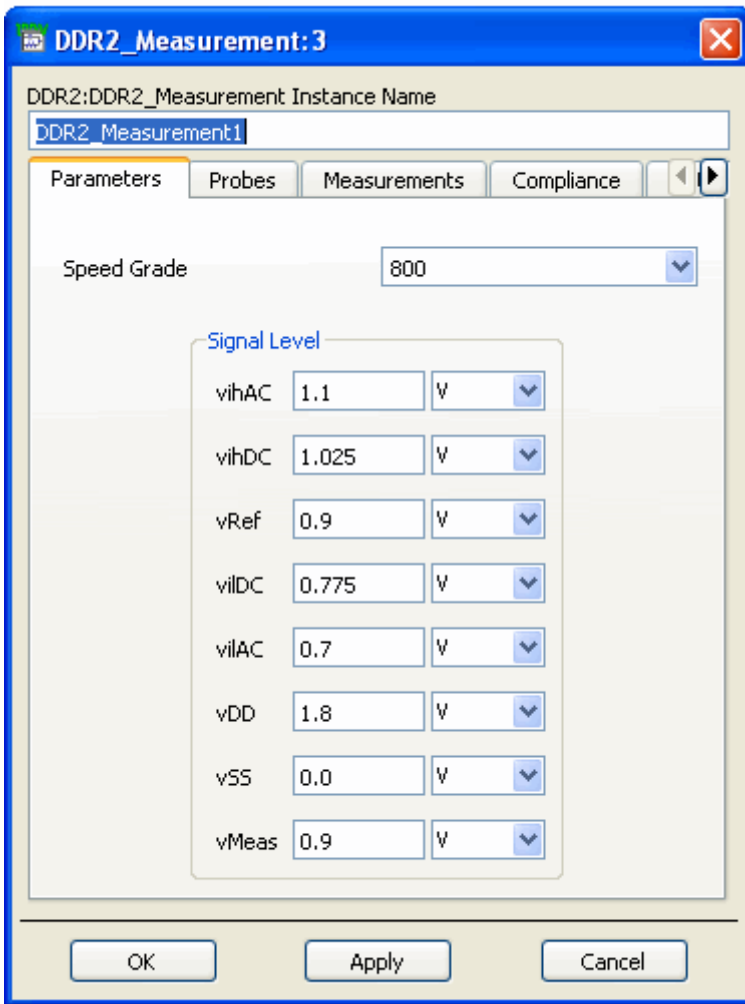 DDR2_Measurement:3
DDR2:DDR2_Measurement Instance Name
DDR2_Measurement1
Parameters Probes Measurements Compliance
Speed Grade 800
Signal Level
vihAC 1.1 V
vihDC 1.025 V
vRef 0.9 V
vilDC 0.775 V
vilAC 0.7 V
vDD 1.8 V
vSS 0.0 V
vMeas 0.9 V
OK Apply Cancel